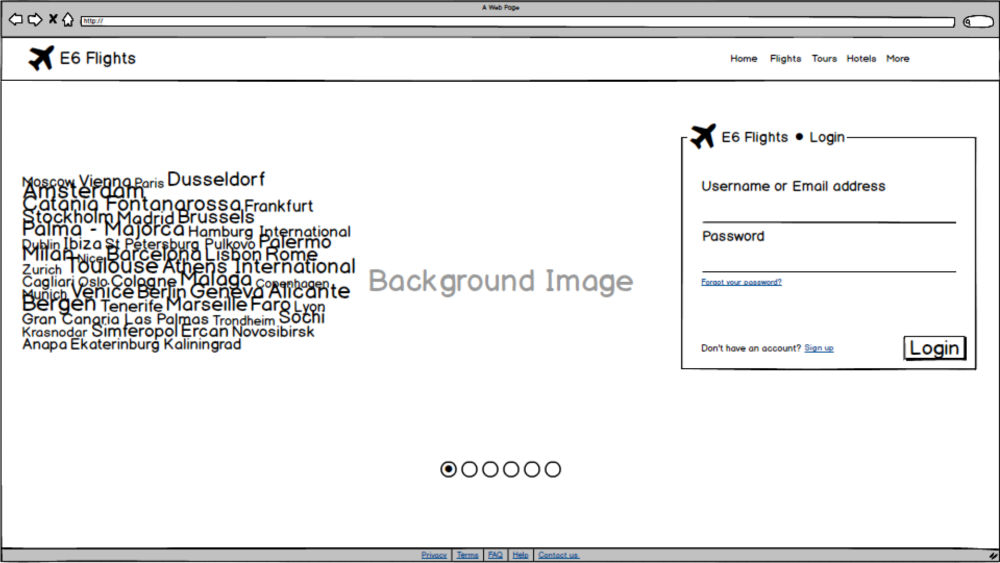 A Web Page
http://
E6 Flights
Home Flights Tours Hotels More
E6 Flights • Login
Moscow Vienna Paris Dusseldorf
Amsterdam
Catania Fontanarossa Frankfurt
Stockholm Madrid Brussels
Palma - Majorca Hamburg International
Dublin Ibiza St Petersburg Pulkovo Palermo
Milan Nice Barcelona Lisbon Rome
Zurich Toulouse Athens International
Cagliari Oslo Cologne Malaga Copenhagen
Munich Venice Berlin Geneva Alicante
Bergen Tenerife Marseille Faro Lyon
Gran Canaria Las Palmas Trondheim Sochi
Krasnodar Simferopol Ercan Novosibirsk
Anapa Ekaterinburg Kaliningrad
Background Image
Username or Email address
Password
Forgot your password?
Don't have an account? Sign up
Login
Privacy Terms FAQ Help Contact us